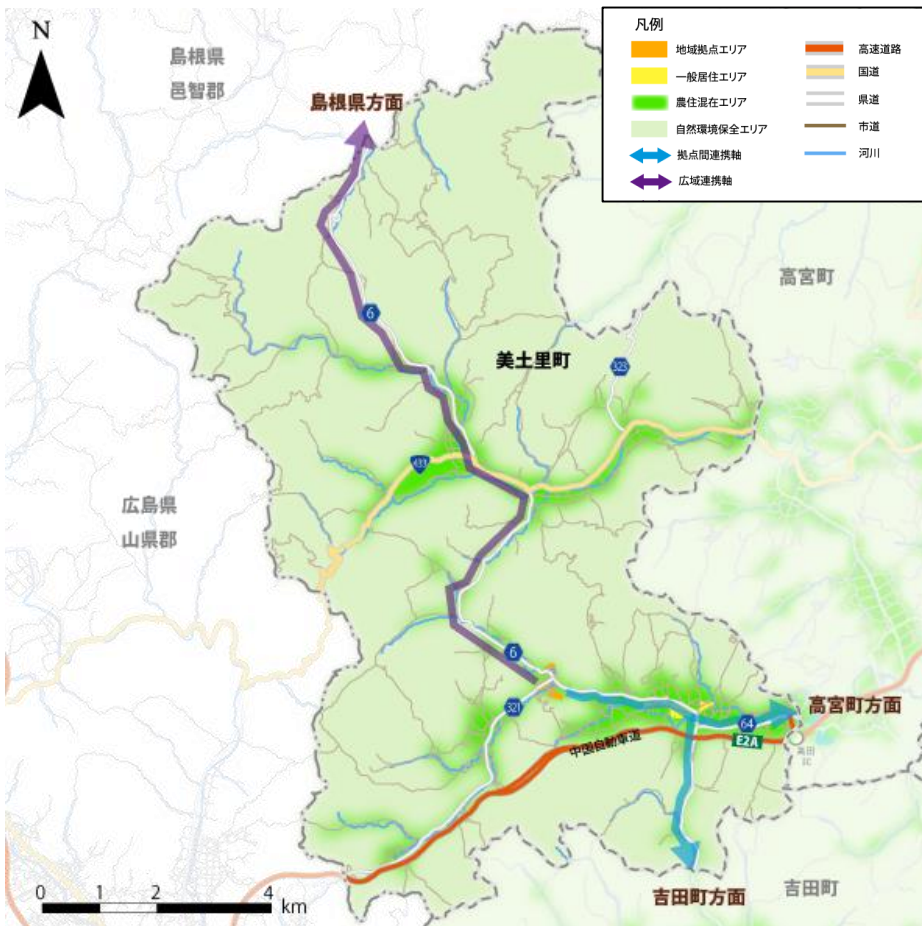 N
島根県
邑智郡
島根県方面
凡例
地域拠点エリア
一般居住エリア
農住混在エリア
自然環境保全エリア
拠点間連携軸
広域連携軸
高速道路
国道
県道
市道
河川
高宮町
6
美土里町
323
433
広島県
山県郡
6
321
高宮町方面
64
E2A
中国自動車道
高田
IC
吉田町方面
吉田町
0 1 2 4
km